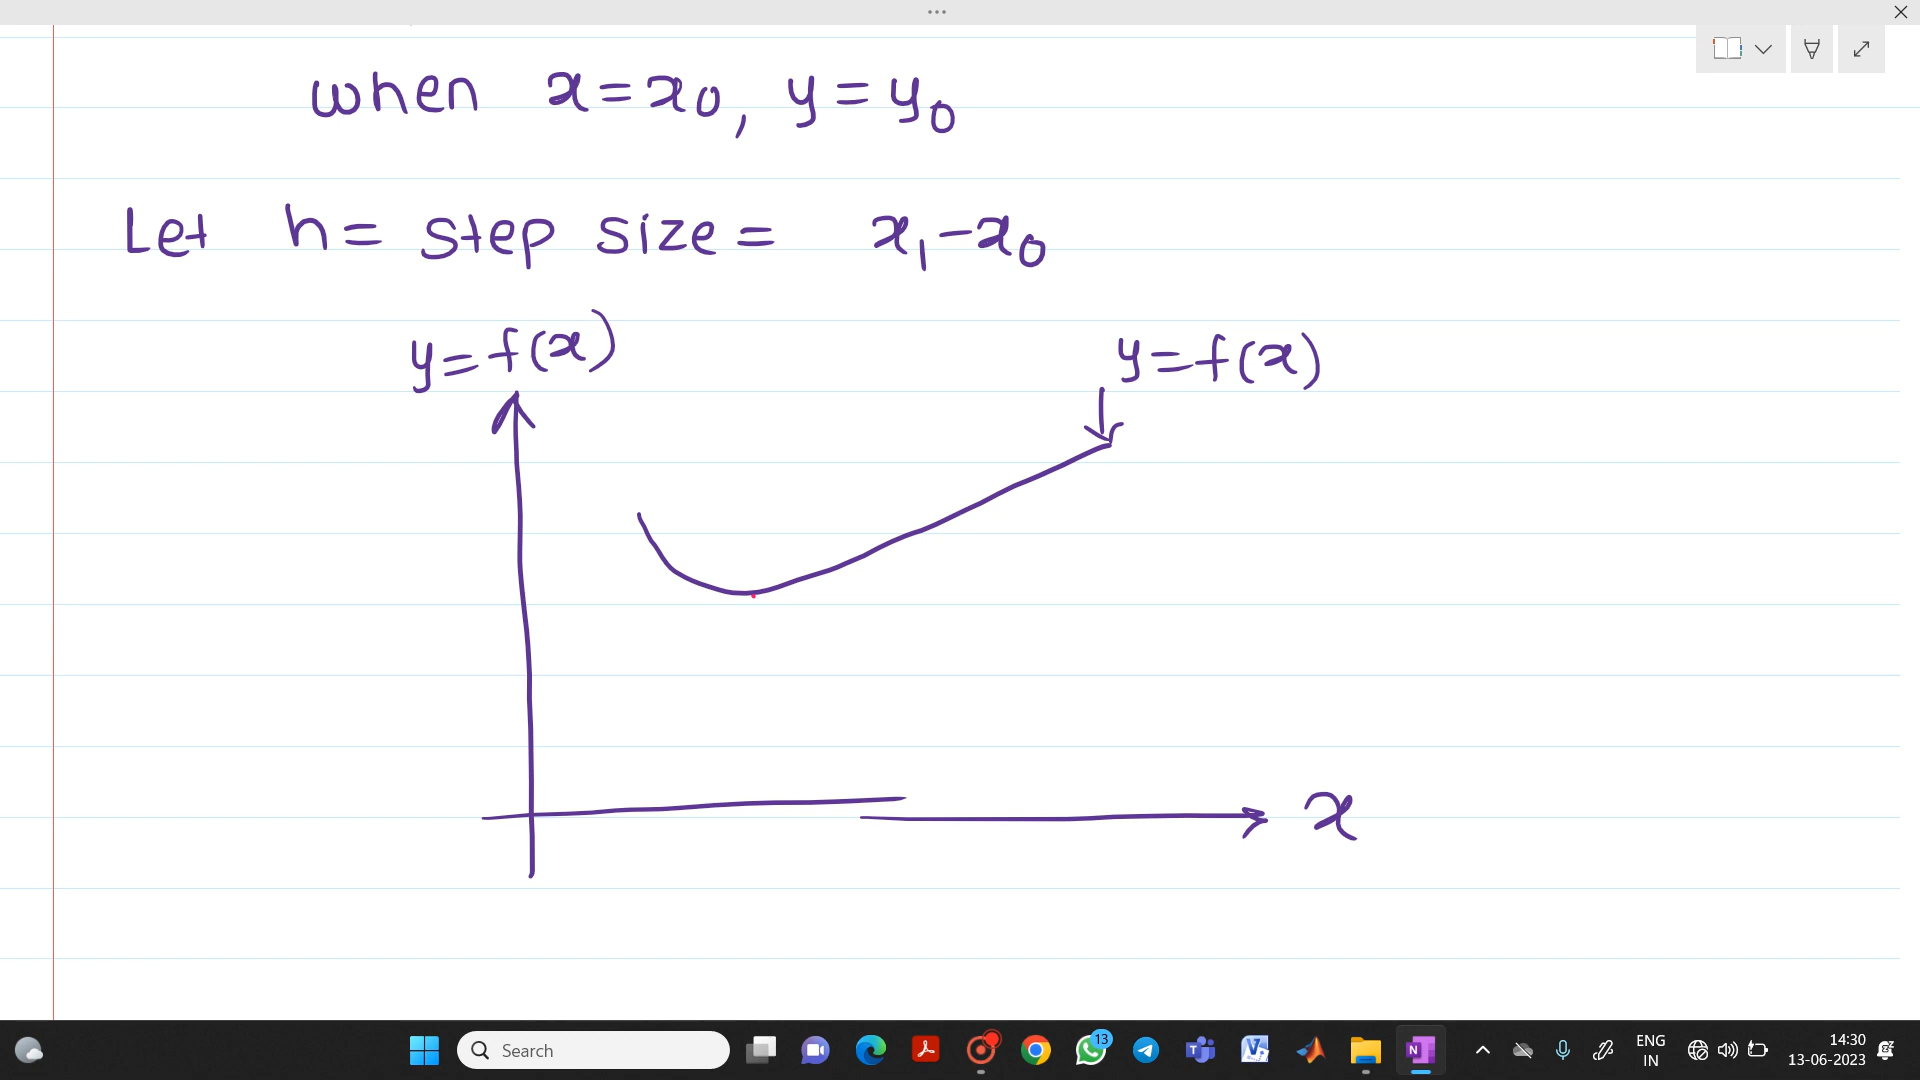 when x=x0, y=y0
Let h= step size= x1-x0
y=f(x) y=f(x)
x
Search
13
ENG
IN
14:30
13-06-2023